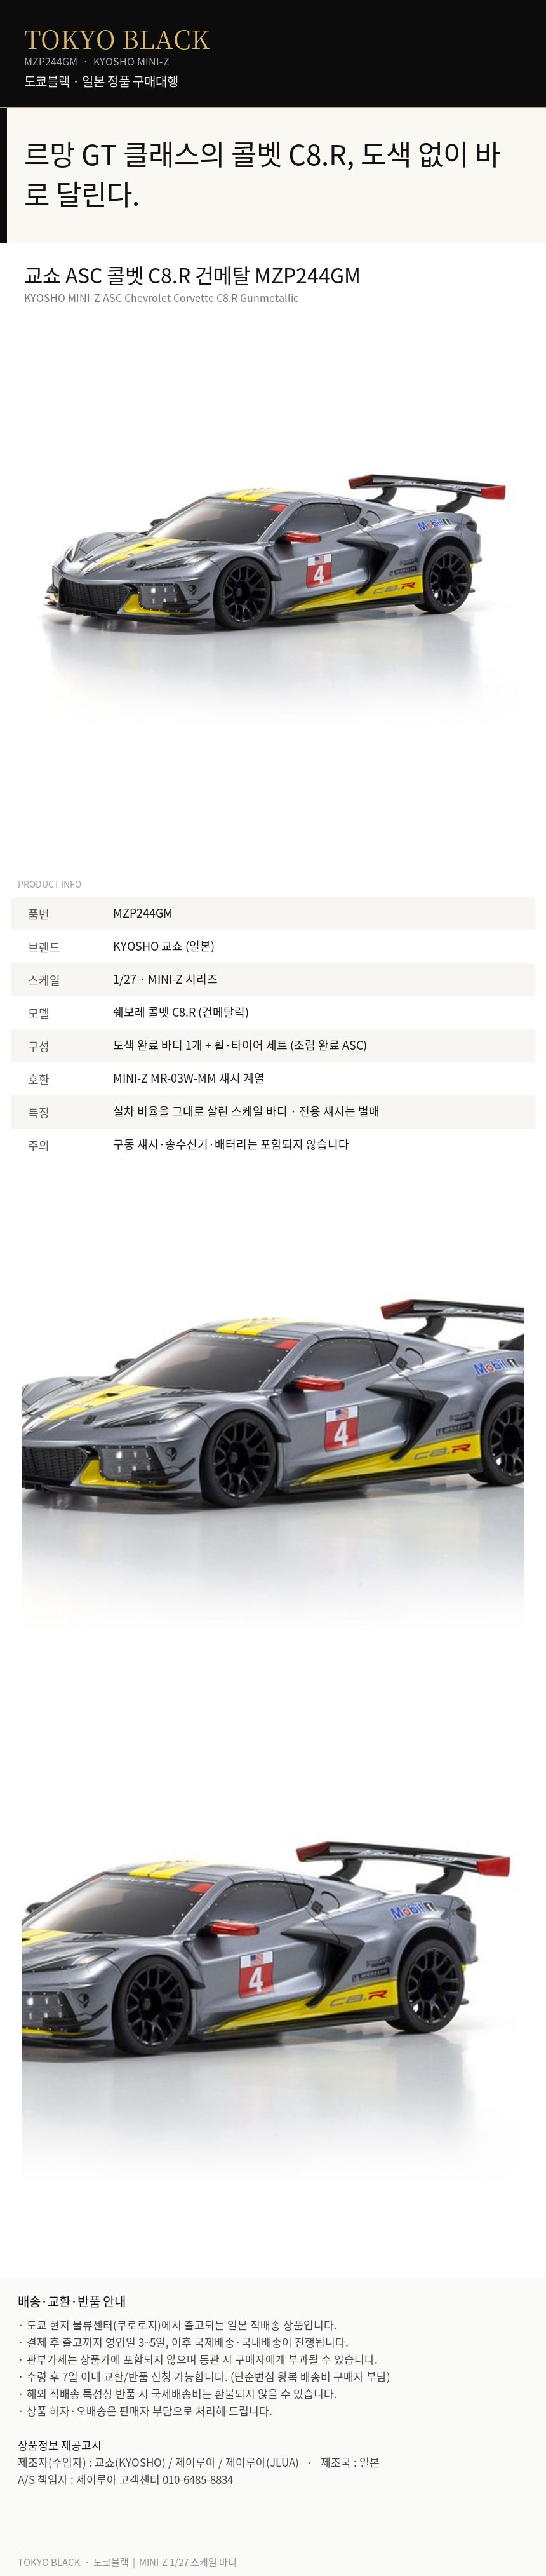 TOKYO BLACK
MZP244GM · KYOSHO MINI-Z
도쿄블랙 · 일본 정품 구매대행
르망 GT 클래스의 콜벳 C8.R, 도색 없이 바
로 달린다.
교쇼 ASC 콜벳 C8.R 건메탈 MZP244GM
KYOSHO MINI-Z ASC Chevrolet Corvette C8.R Gunmetallic
Mobil 1
4
C8.R
PRODUCT INFO
품번 MZP244GM
브랜드 KYOSHO 교쇼 (일본)
스케일 1/27 · MINI-Z 시리즈
모델 쉐보레 콜벳 C8.R (건메탈릭)
구성 도색 완료 바디 1개 + 휠·타이어 세트 (조립 완료 ASC)
호환 MINI-Z MR-03W-MM 섀시 계열
특징 실차 비율을 그대로 살린 스케일 바디 · 전용 섀시는 별매
주의 구동 섀시·송수신기·배터리는 포함되지 않습니다
Mobil 1
4
C8.R
Mobil 1
4
C8.R
배송·교환·반품 안내
· 도쿄 현지 물류센터(쿠로로지)에서 출고되는 일본 직배송 상품입니다.
· 결제 후 출고까지 영업일 3~5일, 이후 국제배송·국내배송이 진행됩니다.
· 관부가세는 상품가에 포함되지 않으며 통관 시 구매자에게 부과될 수 있습니다.
· 수령 후 7일 이내 교환/반품 신청 가능합니다. (단순변심 왕복 배송비 구매자 부담)
· 해외 직배송 특성상 반품 시 국제배송비는 환불되지 않을 수 있습니다.
· 상품 하자·오배송은 판매자 부담으로 처리해 드립니다.
상품정보 제공고시
제조자(수입자) : 교쇼(KYOSHO) / 제이루아 / 제이루아(JLUA) · 제조국 : 일본
A/S 책임자 : 제이루아 고객센터 010-6485-8834
TOKYO BLACK · 도쿄블랙 | MINI-Z 1/27 스케일 바디